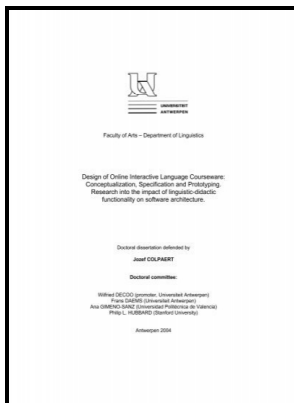 UA
UNIVERSITEIT
ANTWERPEN
Faculty of Arts – Department of Linguistics
Design of Online Interactive Language Courseware:
Conceptualization, Specification and Prototyping.
Research into the impact of linguistic-didactic
functionality on software architecture.
Doctoral dissertation defended by
Jozef COLPAERT
Doctoral committee:
Wilfried DECOO (promoter, Universiteit Antwerpen)
Frans DAEMS (Universiteit Antwerpen)
Ana GIMENO-SANZ (Universidad Politécnica de Valencia)
Philip L. HUBBARD (Stanford University)
Antwerpen 2004